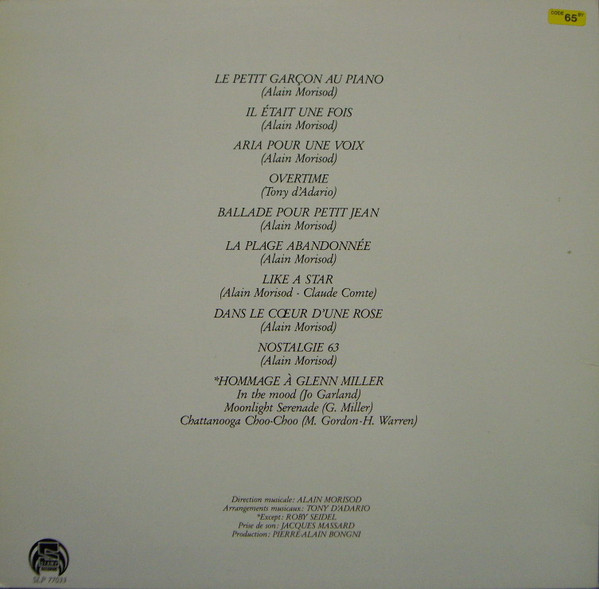 CODE 65
LE PETIT GARÇON AU PIANO
(Alain Morisod)
IL ÉTAIT UNE FOIS
(Alain Morisod)
ARIA POUR UNE VOIX
(Alain Morisod)
OVERTIME
(Tony d'Adario)
BALLADE POUR PETIT JEAN
(Alain Morisod)
LA PLAGE ABANDONNÉE
(Alain Morisod)
LIKE A STAR
(Alain Morisod - Claude Comte)
DANS LE CŒUR D'UNE ROSE
(Alain Morisod)
NOSTALGIE 63
(Alain Morisod)
*HOMMAGE À GLENN MILLER
In the mood (Jo Garland)
Moonlight Serenade (G. Miller)
Chattanooga Choo-Choo (M. Gordon-H. Warren)
Direction musicale: ALAIN MORISOD
Arrangements musicaux: TONY D'ADARIO
*Except: ROBY SEIDEL
Prise de son: JACQUES MASSARD
Production: PIERRE-ALAIN BONGNI
SLP 77033